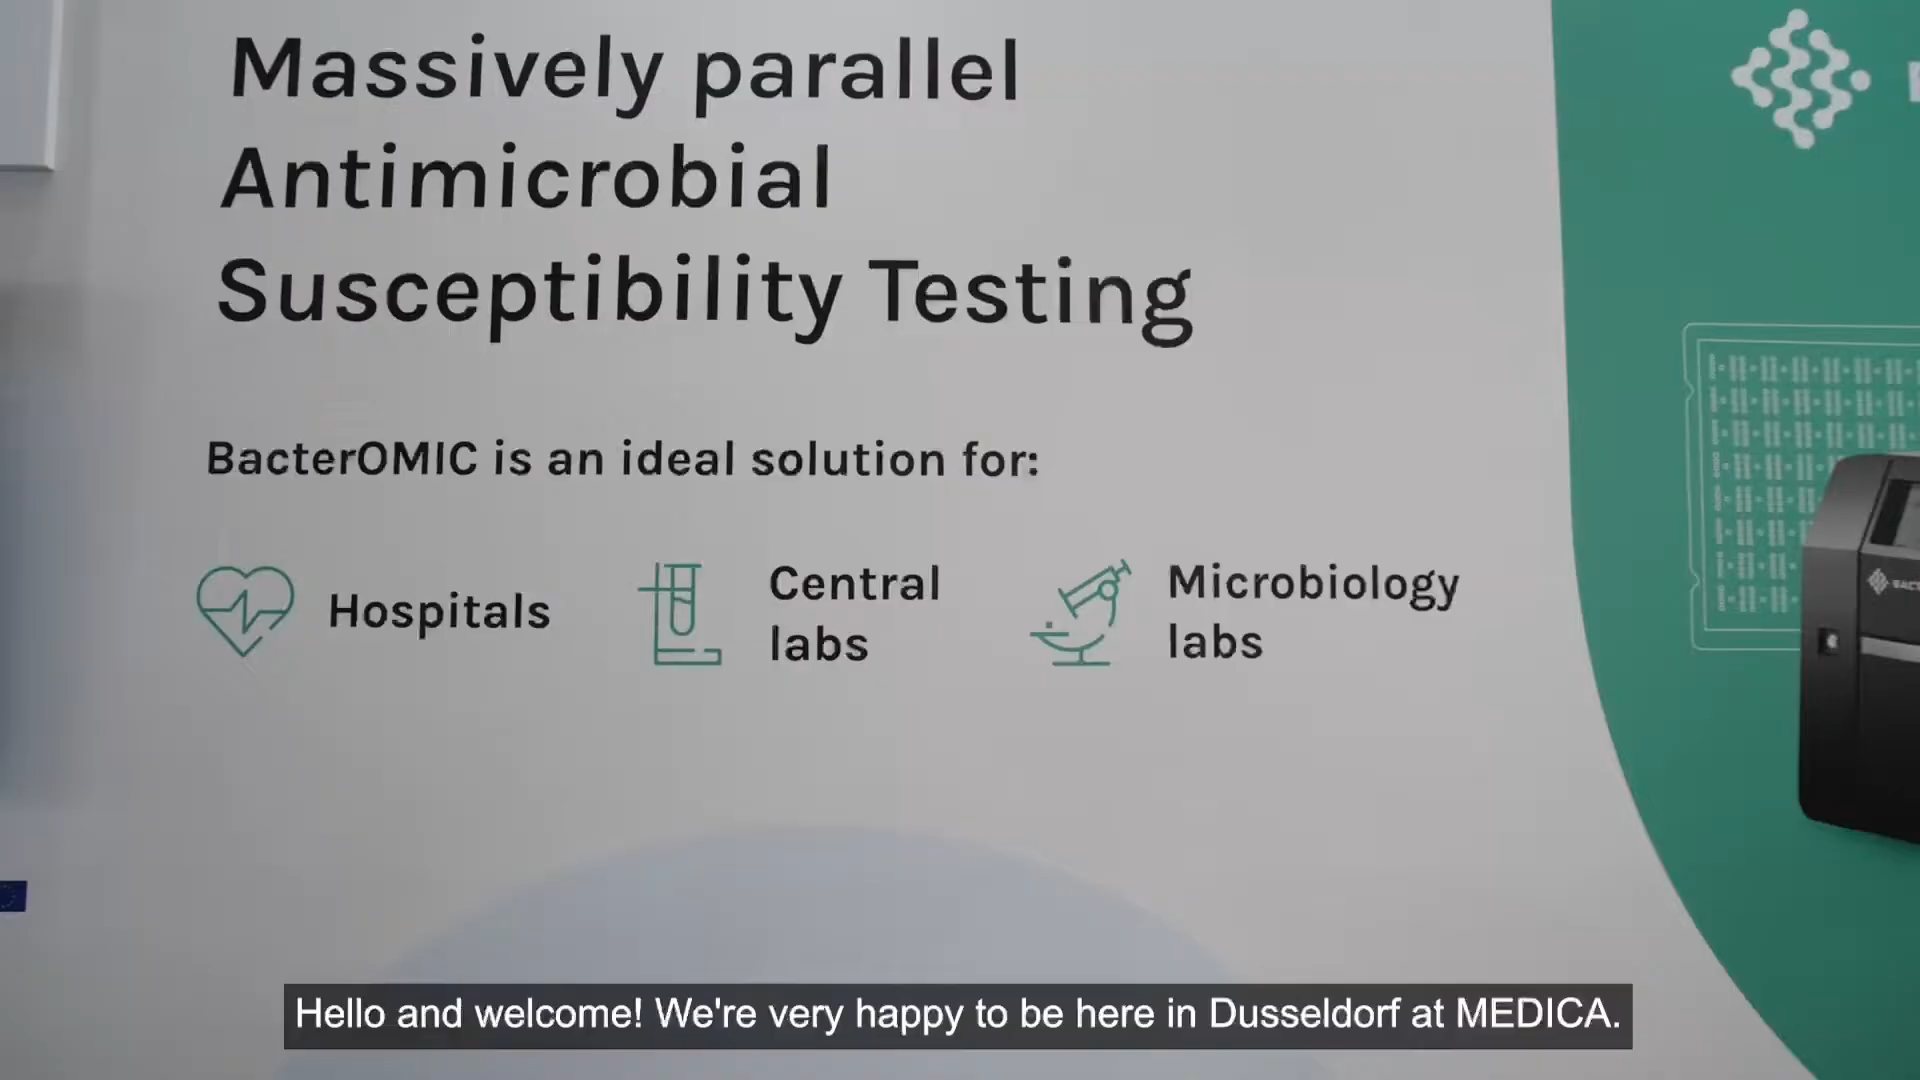 Massively parallel
Antimicrobial
Susceptibility Testing
BacterOMIC is an ideal solution for:
Hospitals
Central
labs
Microbiology
labs
Hello and welcome! We're very happy to be here in Dusseldorf at MEDICA.